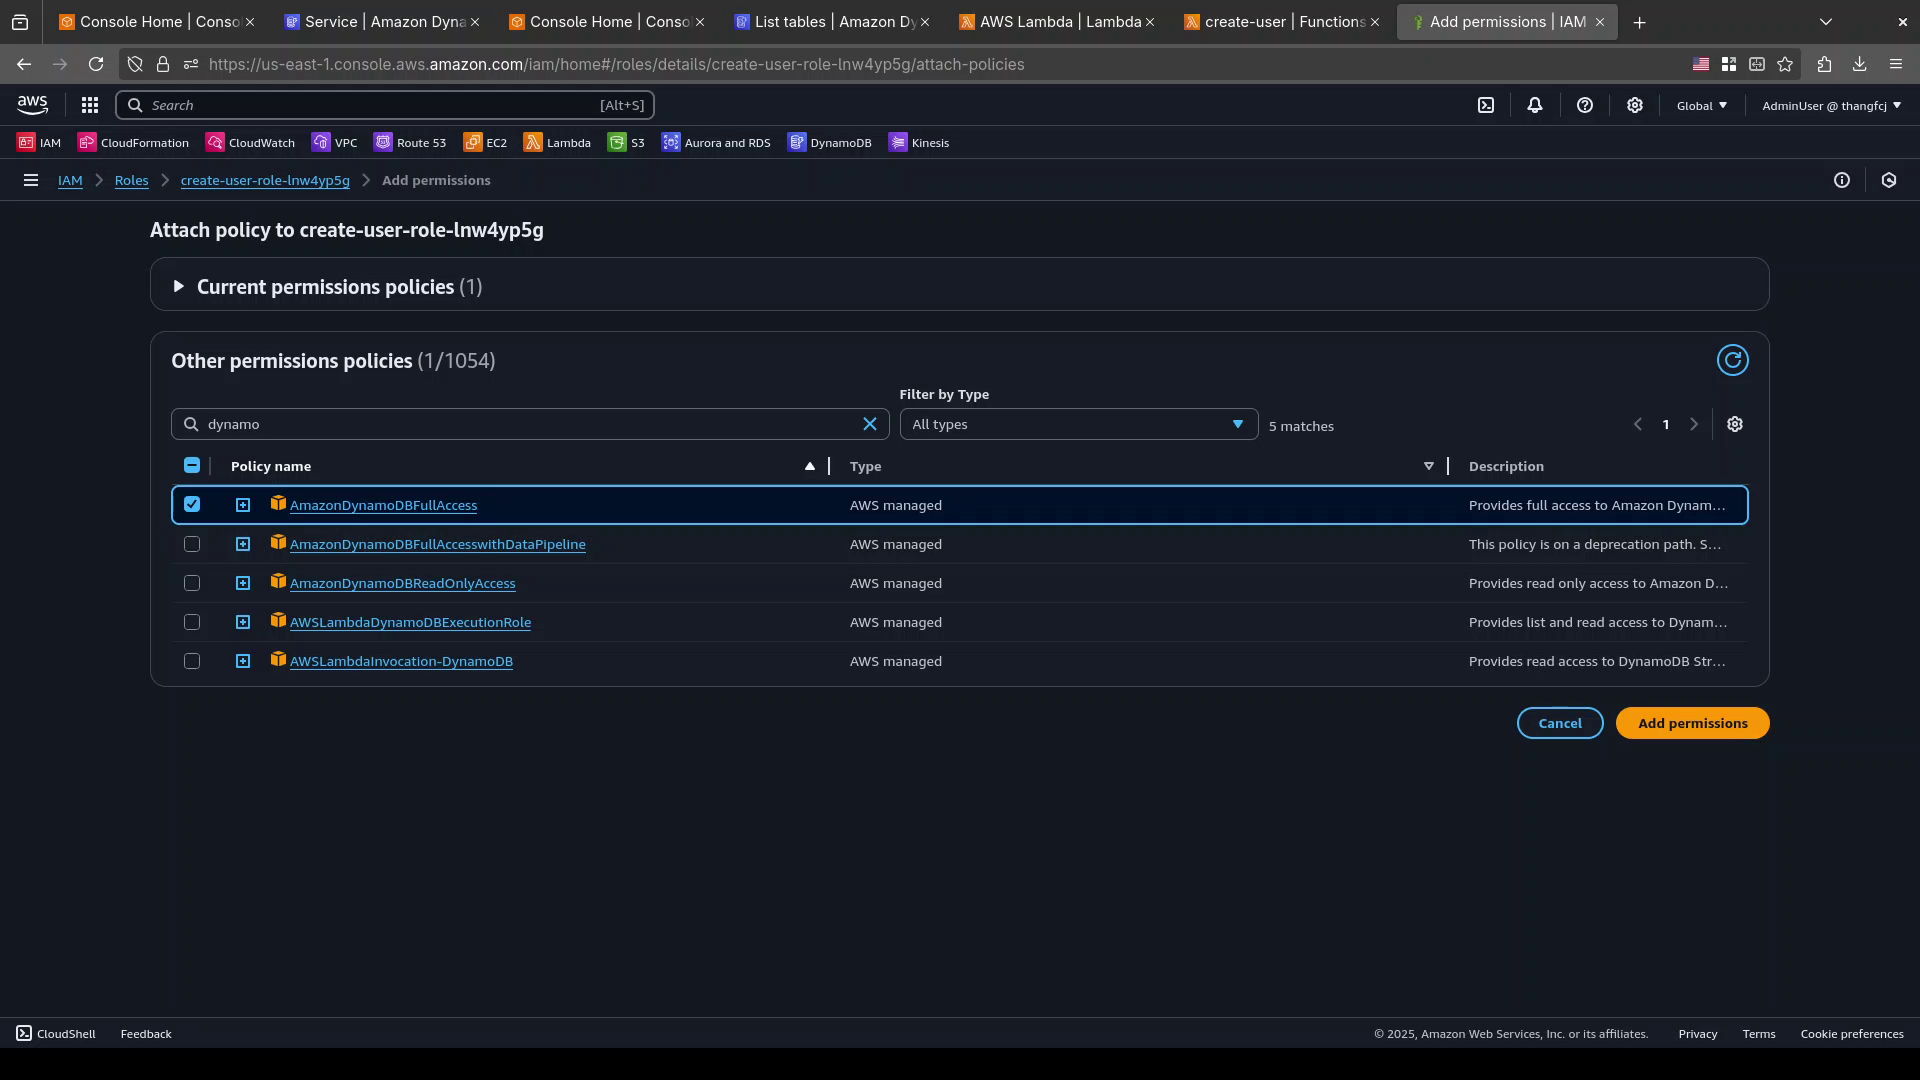 Console Home | Conso
Service | Amazon Dyna
Console Home | Conso
List tables | Amazon Dy
AWS Lambda | Lambda
create-user | Functions
Add permissions | IAM
https://us-east-1.console.aws.amazon.com/iam/home#/roles/details/create-user-role-lnw4yp5g/attach-policies
aws
Search
[Alt+S]
Global
AdminUser @ thangfcj
IAM
CloudFormation
CloudWatch
VPC
Route 53
EC2
Lambda
S3
Aurora and RDS
DynamoDB
Kinesis
IAM
Roles
create-user-role-lnw4yp5g
Add permissions
Attach policy to create-user-role-lnw4yp5g
Current permissions policies (1)
Other permissions policies (1/1054)
Filter by Type
dynamo
All types
5 matches
1
Policy name
Type
Description
AmazonDynamoDBFullAccess
AWS managed
Provides full access to Amazon Dynam...
AmazonDynamoDBFullAccesswithDataPipeline
AWS managed
This policy is on a deprecation path. S...
AmazonDynamoDBReadOnlyAccess
AWS managed
Provides read only access to Amazon D...
AWSLambdaDynamoDBExecutionRole
AWS managed
Provides list and read access to Dynam...
AWSLambdaInvocation-DynamoDB
AWS managed
Provides read access to DynamoDB Str...
Cancel
Add permissions
CloudShell
Feedback
© 2025, Amazon Web Services, Inc. or its affiliates.
Privacy
Terms
Cookie preferences